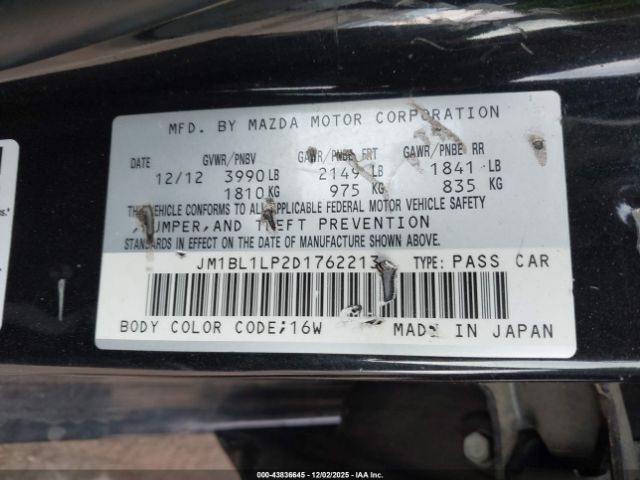 MFD. BY MAZDA MOTOR CORPORATION
DATE GVWR/PNBV GAWR/PNBE FRT GAWR/PNBE RR
12/12 3990 LB 2149 LB 1841 LB
1810 KG 975 KG 835 KG
THIS VEHICLE CONFORMS TO ALL APPLICABLE FEDERAL MOTOR VEHICLE SAFETY
,BUMPER,AND THEFT PREVENTION
STANDARDS IN EFFECT ON THE DATE OF MANUFACTURE SHOWN ABOVE.
JM1BL1LP2D1762213 TYPE: PASS CAR
BODY COLOR CODE;16W MADE IN JAPAN
000-43836645 - 12/02/2025 - IAAI.COM